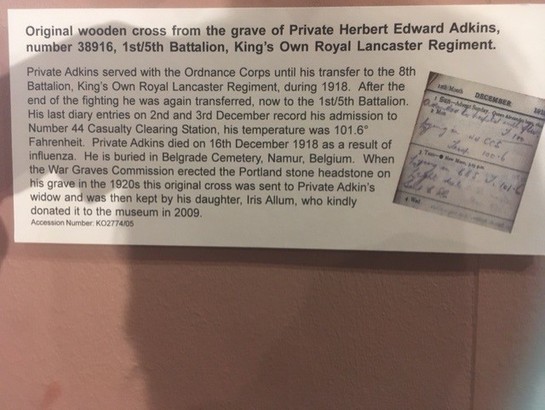 Original wooden cross from the grave of Private Herbert Edward Adkins,
number 38916, 1st/5th Battalion, King's Own Royal Lancaster Regiment.
Private Adkins served with the Ordnance Corps until his transfer to the 8th
Battalion, King's Own Royal Lancaster Regiment, during 1918. After the
end of the fighting he was again transferred, now to the 1st/5th Battalion.
His last diary entries on 2nd and 3rd December record his admission to
Number 44 Casualty Clearing Station, his temperature was 101.6°
Fahrenheit. Private Adkins died on 16th December 1918 as a result of
influenza. He is buried in Belgrade Cemetery, Namur, Belgium. When
the War Graves Commission erected the Portland stone headstone on
his grave in the 1920s this original cross was sent to Private Adkin's
widow and was then kept by his daughter, Iris Allum, who kindly
donated it to the museum in 2009.
Accession Number: KO2774/05
12th Month
DECEMBER